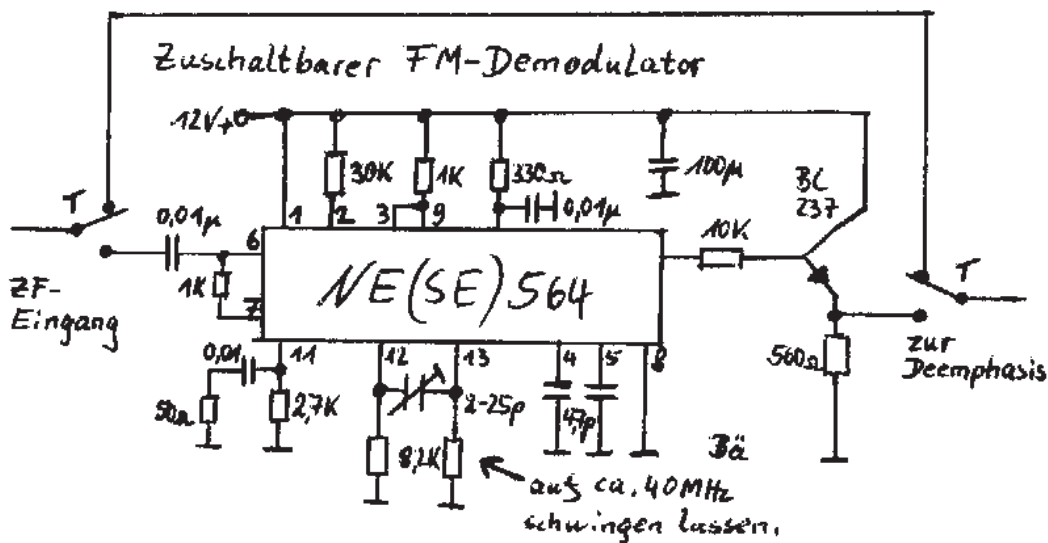 Zuschaltbarer FM-Demodulator
12V+
30K
1K
330Ω
0,01µ
100µ
BC
237
10K
T
0,01µ
1
2
3
9
6
1K
7
NE(SE)564
T
ZF-
Eingang
zur
Deemphasis
560Ω
0,01
11
12
13
4
5
8
50Ω
2,7K
2-25p
47p
8,2K
Bä
auf ca. 40MHz
schwingen lassen.